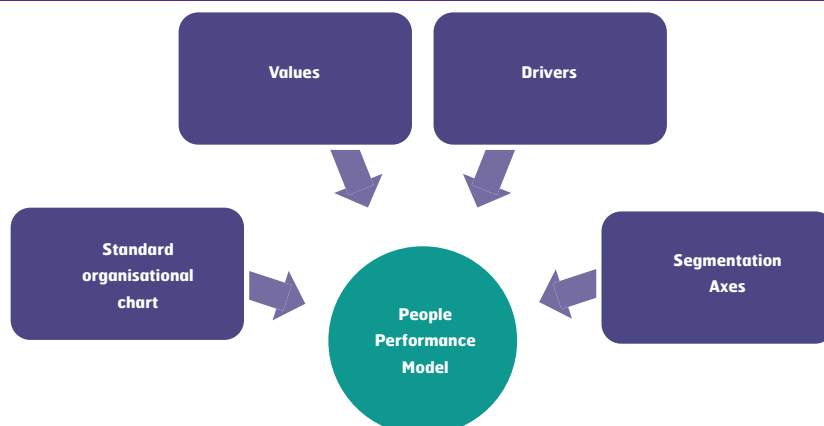 Values
Drivers
Standard
organisational
chart
Segmentation
Axes
People
Performance
Model